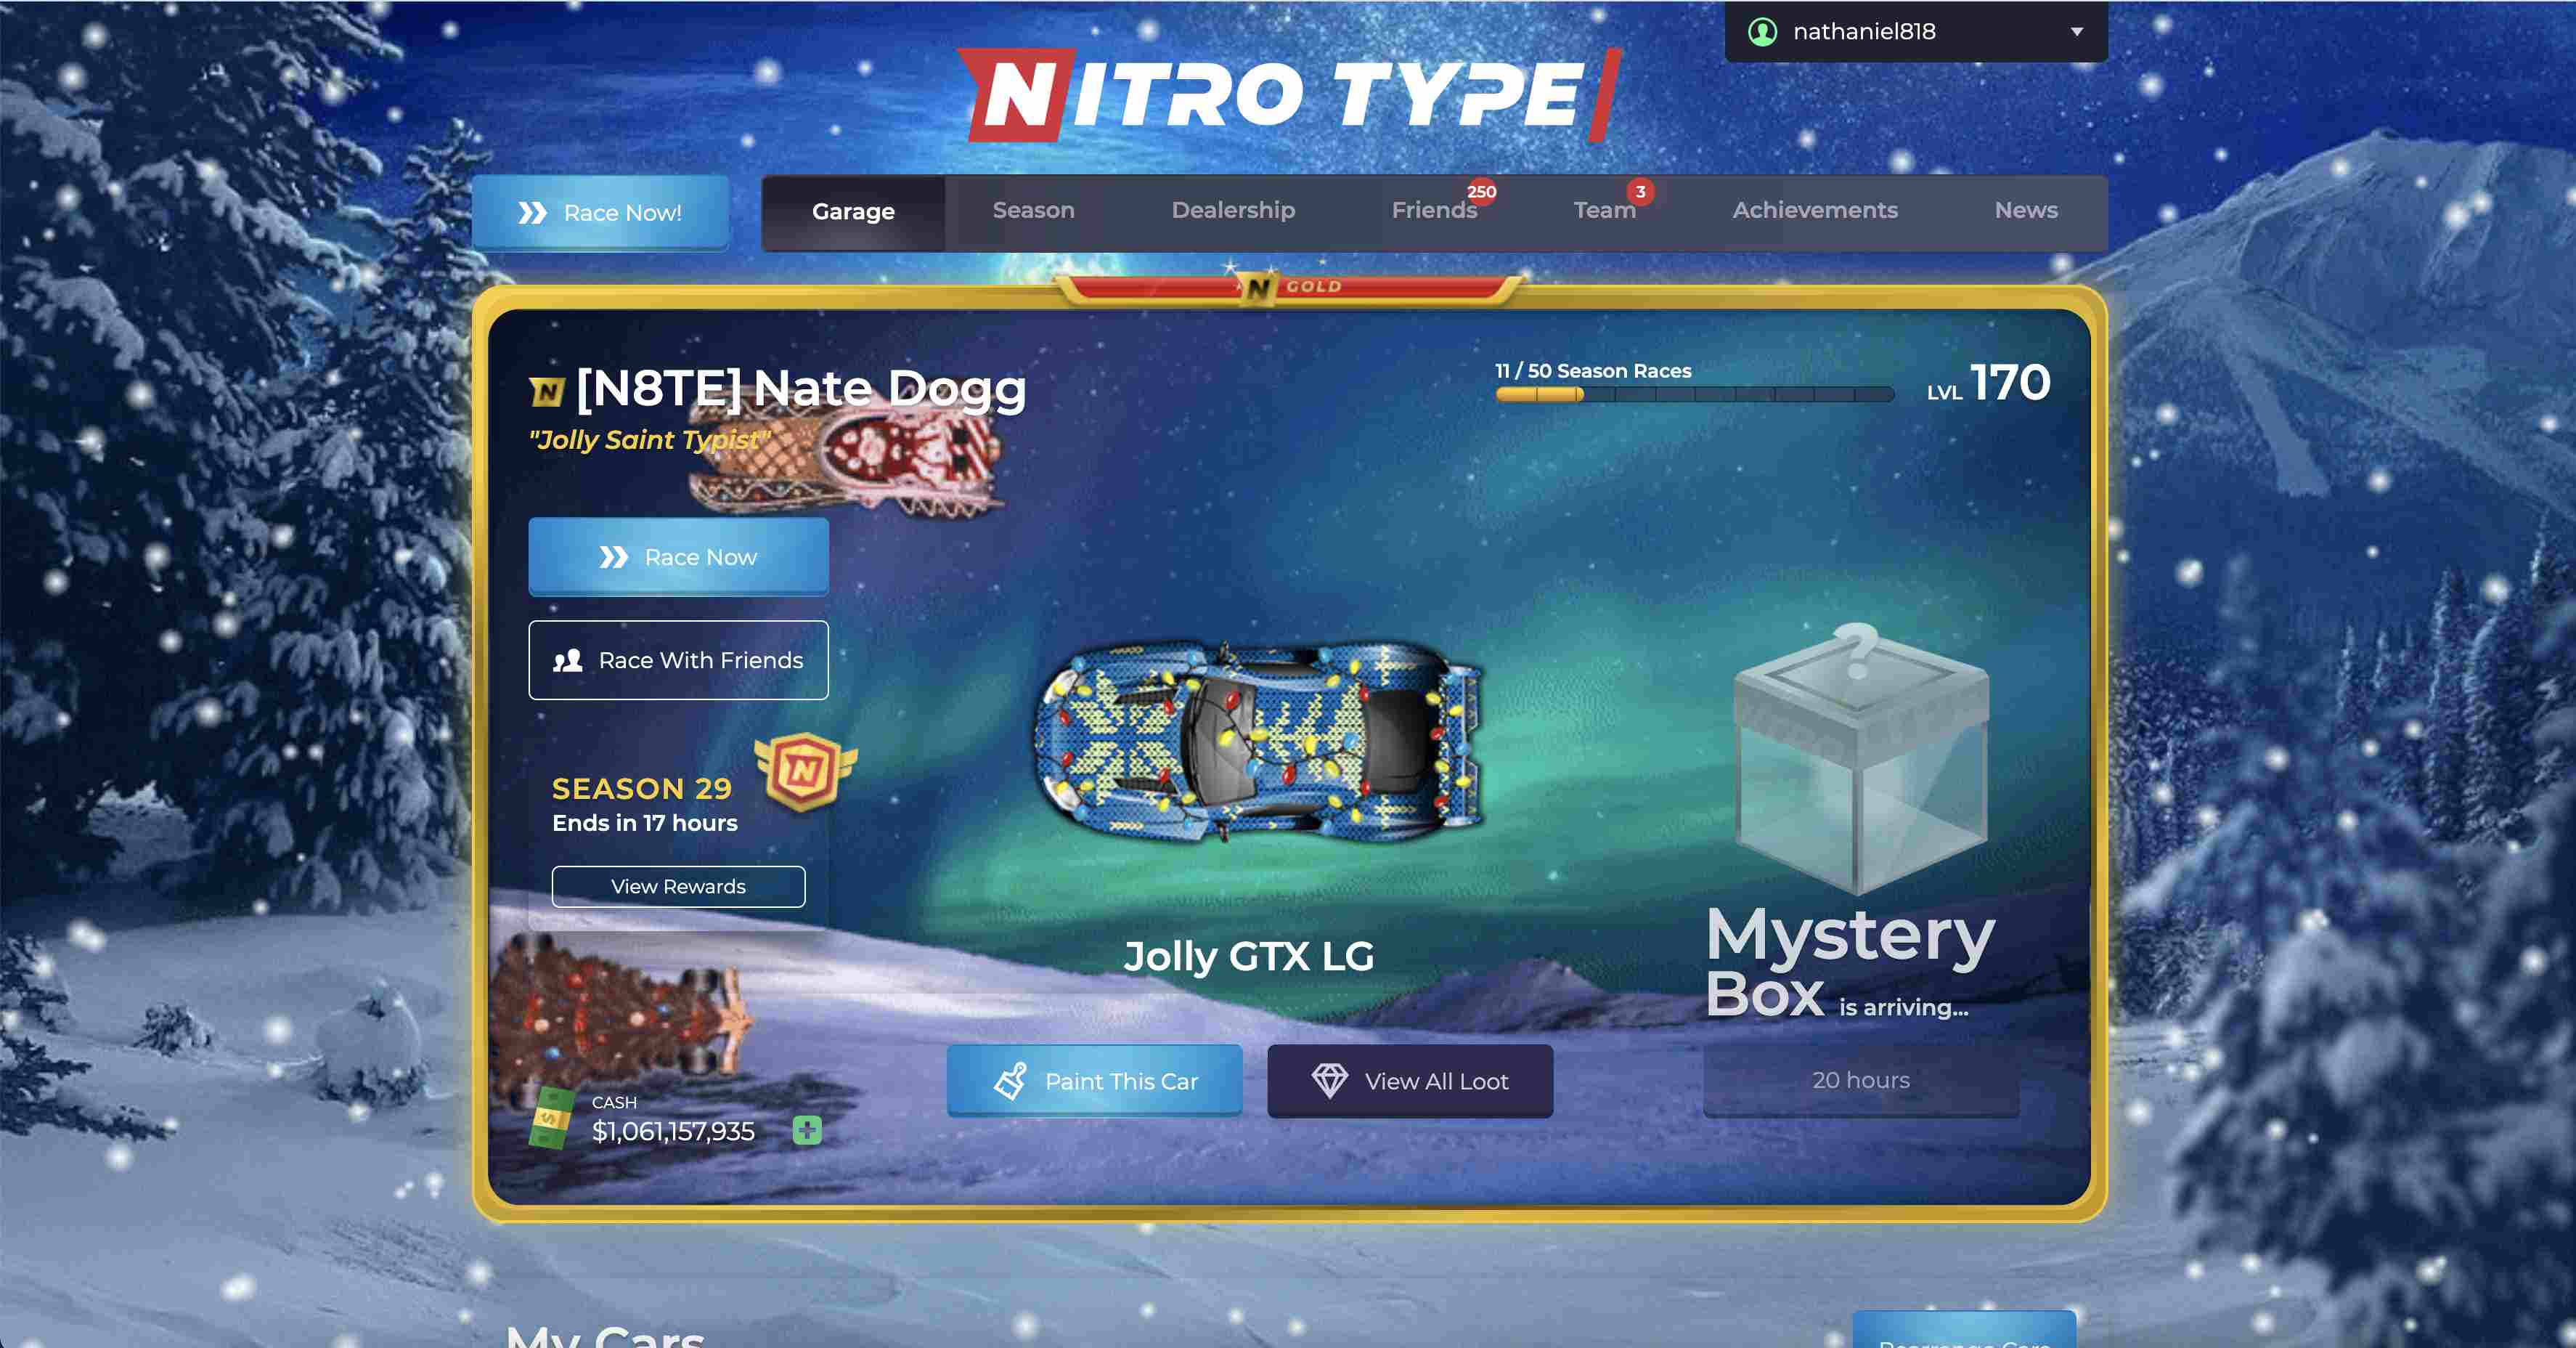 nathaniel818
NITRO TYPE
Race Now!
Garage
Season
Dealership
Friends
250
Team
3
Achievements
News
N GOLD
N [N8TE] Nate Dogg
"Jolly Saint Typist"
11 / 50 Season Races
LVL 170
Race Now
Race With Friends
N
SEASON 29
Ends in 17 hours
View Rewards
?
Jolly GTX LG
Mystery
Box is arriving...
Paint This Car
View All Loot
20 hours
CASH
$1,061,157,935
My Cars
Rearrange Cars